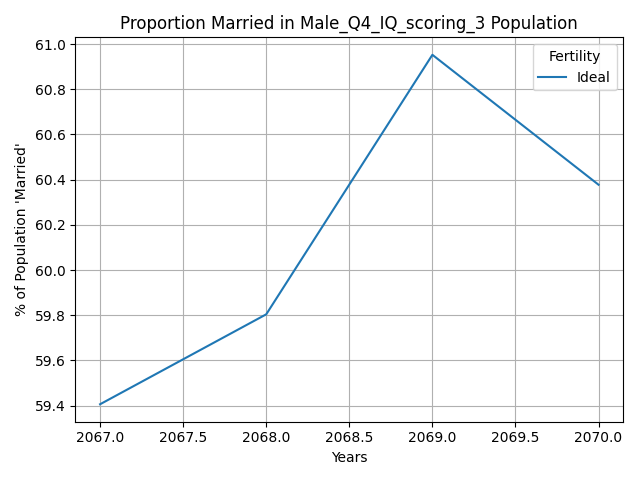 Proportion Married in Male_Q4_IQ_scoring_3 Population
% of Population 'Married'
61.0
60.8
60.6
60.4
60.2
60.0
59.8
59.6
59.4
Fertility
Ideal
2067.0 2067.5 2068.0 2068.5 2069.0 2069.5 2070.0
Years